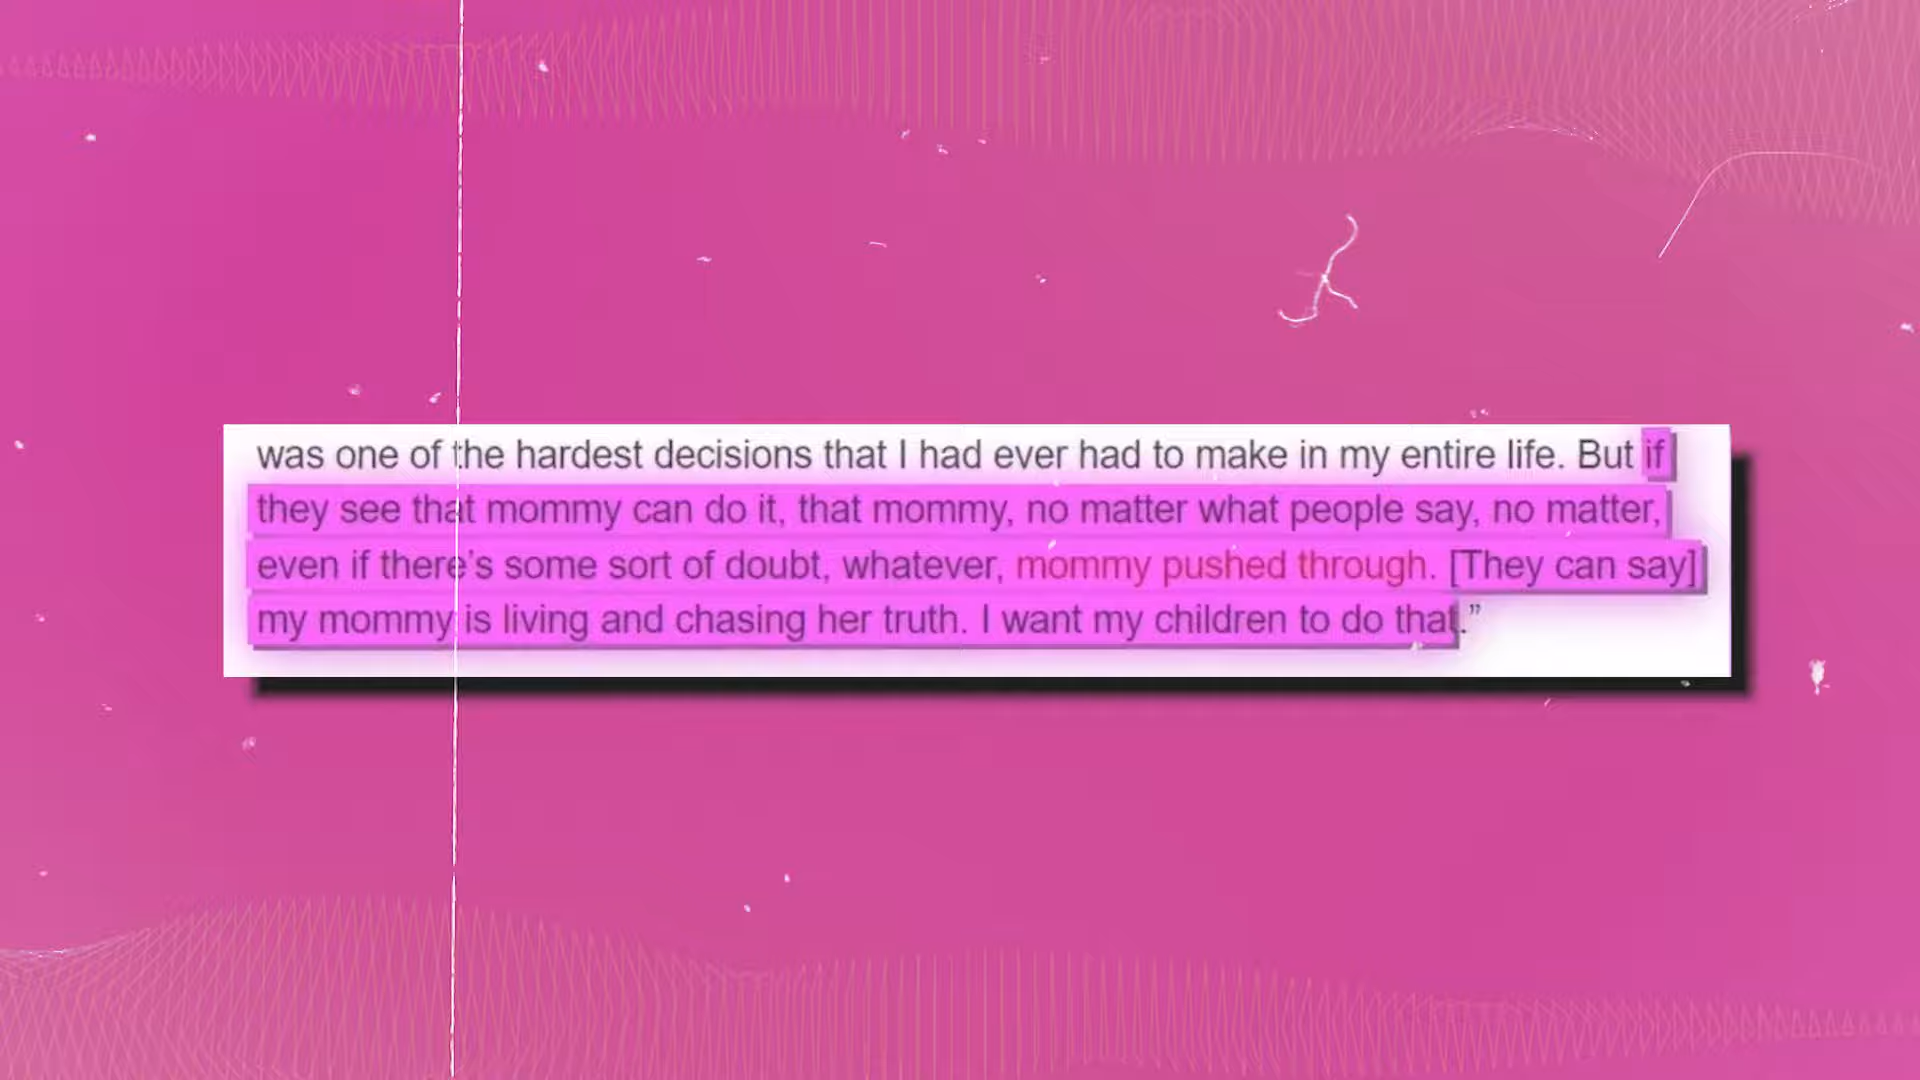 was one of the hardest decisions that I had ever had to make in my entire life. But if
they see that mommy can do it, that mommy, no matter what people say, no matter,
even if there’s some sort of doubt, whatever, mommy pushed through. [They can say]
my mommy is living and chasing her truth. I want my children to do that.”